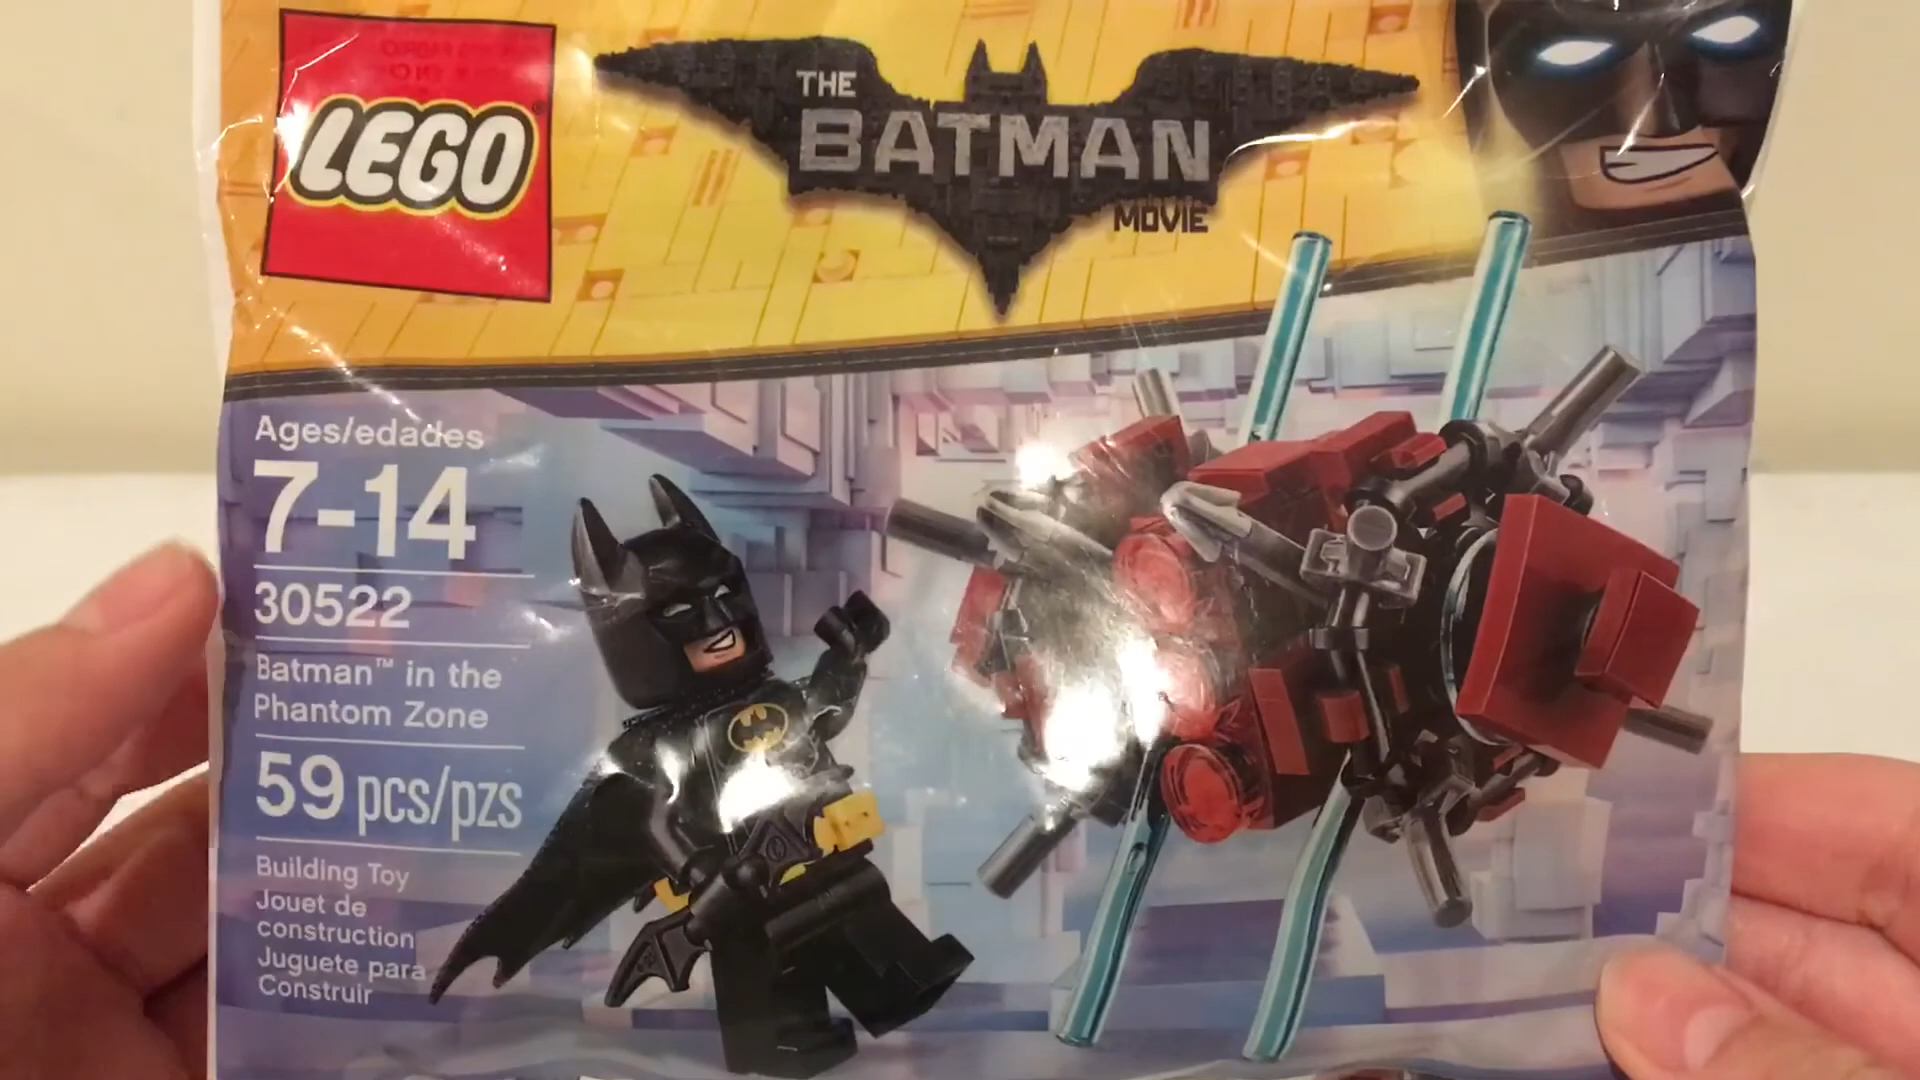 LEGO
THE
BATMAN
MOVIE
Ages/edades
7-14
30522
Batman™ in the
Phantom Zone
59 pcs/pzs
Building Toy
Jouet de
construction
Juguete para
Construir